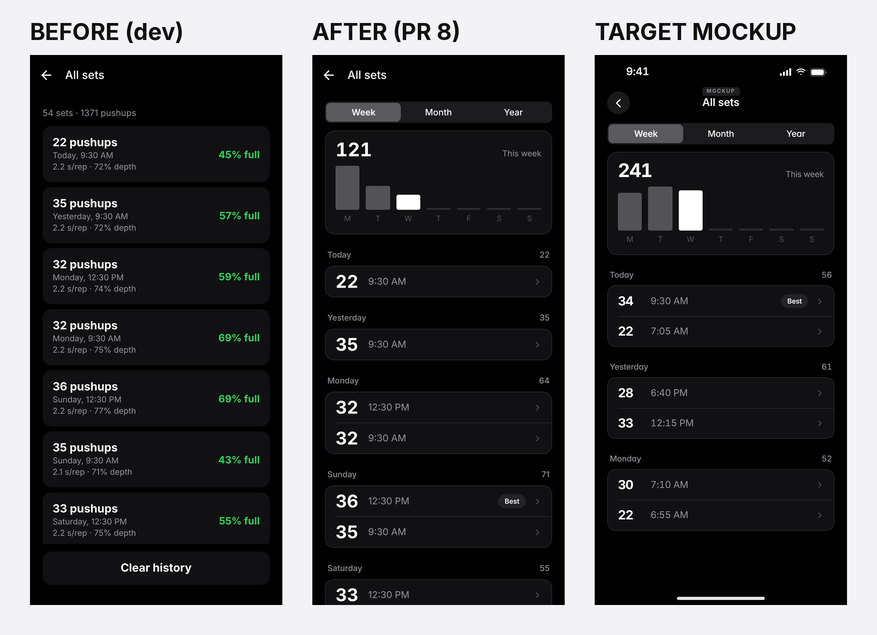 BEFORE (dev)
All sets
54 sets · 1371 pushups
22 pushups
Today, 9:30 AM
2.2 s/rep · 72% depth
45% full
35 pushups
Yesterday, 9:30 AM
2.2 s/rep · 72% depth
57% full
32 pushups
Monday, 12:30 PM
2.2 s/rep · 74% depth
59% full
32 pushups
Monday, 9:30 AM
2.2 s/rep · 75% depth
69% full
36 pushups
Sunday, 12:30 PM
2.2 s/rep · 77% depth
69% full
35 pushups
Sunday, 9:30 AM
2.1 s/rep · 71% depth
43% full
33 pushups
Saturday, 12:30 PM
2.2 s/rep · 75% depth
55% full
Clear history
AFTER (PR 8)
All sets
Week Month Year
121 This week
M T W T F S S
Today 22
22 9:30 AM
Yesterday 35
35 9:30 AM
Monday 64
32 12:30 PM
32 9:30 AM
Sunday 71
36 12:30 PM Best
35 9:30 AM
Saturday 55
33 12:30 PM
TARGET MOCKUP
9:41
MOCKUP
All sets
Week Month Year
241 This week
M T W T F S S
Today 56
34 9:30 AM Best
22 7:05 AM
Yesterday 61
28 6:40 PM
33 12:15 PM
Monday 52
30 7:10 AM
22 6:55 AM